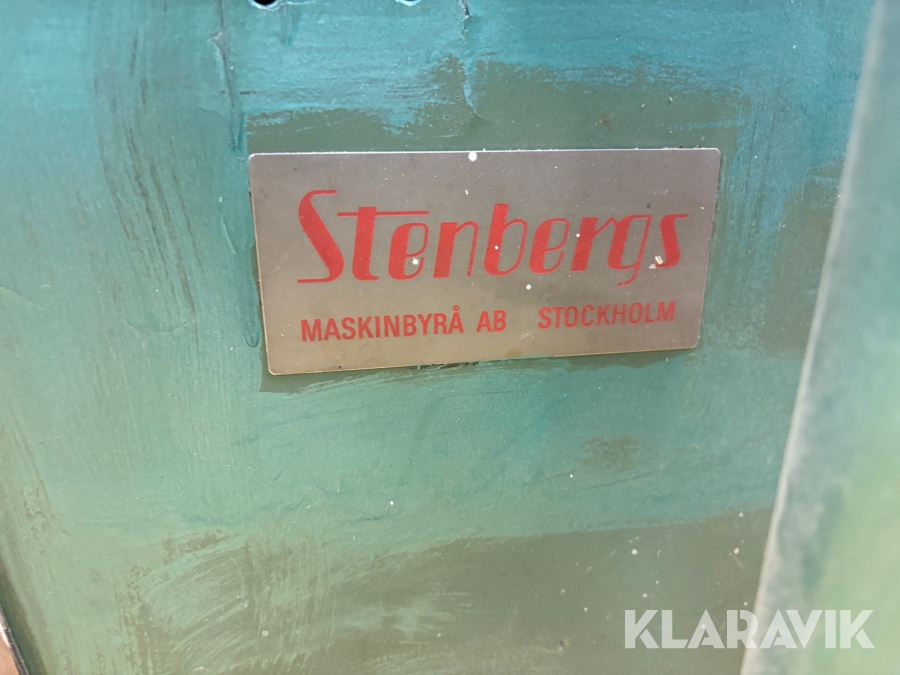 Stenbergs
MASKINBYRÅ AB STOCKHOLM
KLARAVIK